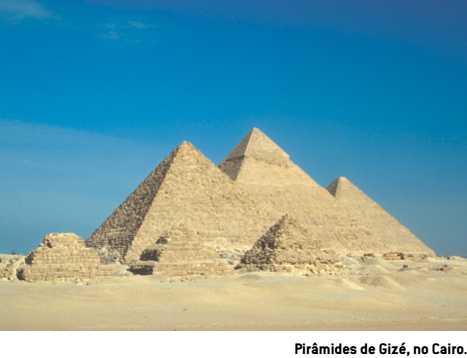 Pirâmides de Gizé, no Cairo.